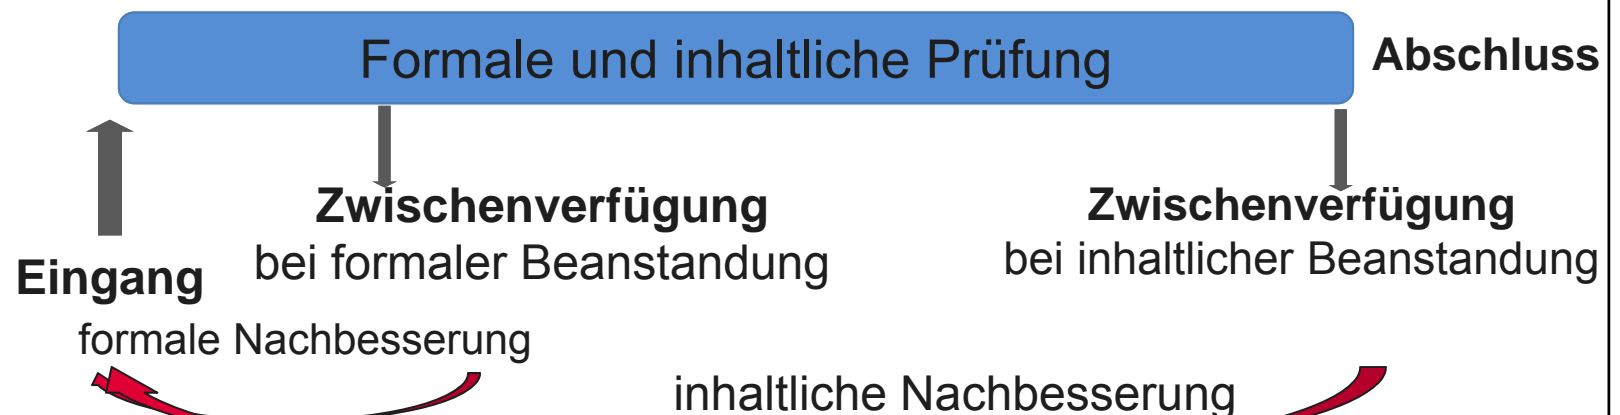 Formale und inhaltliche Prüfung
Abschluss
Zwischenverfügung
bei formaler Beanstandung
Zwischenverfügung
bei inhaltlicher Beanstandung
Eingang
formale Nachbesserung
inhaltliche Nachbesserung